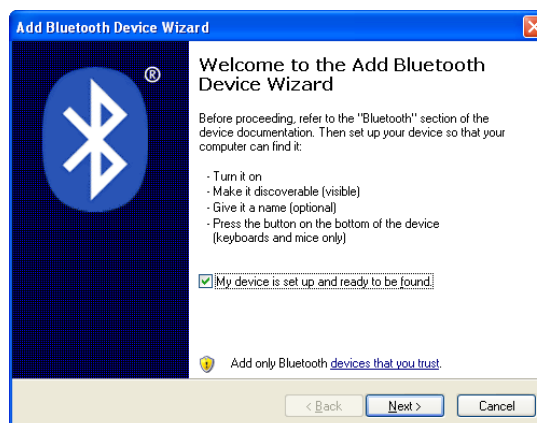 Add Bluetooth Device Wizard
®
Welcome to the Add Bluetooth
Device Wizard
Before proceeding, refer to the "Bluetooth" section of the
device documentation. Then set up your device so that your
computer can find it:
- Turn it on
- Make it discoverable (visible)
- Give it a name (optional)
- Press the button on the bottom of the device
(keyboards and mice only)
My device is set up and ready to be found.
Add only Bluetooth devices that you trust.
< Back Next > Cancel